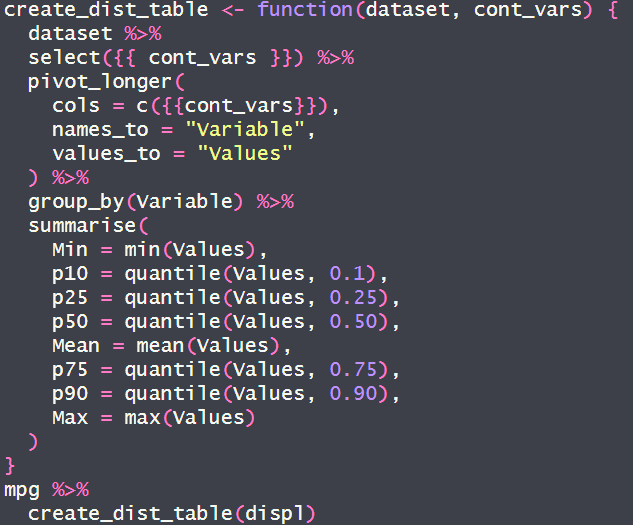 create_dist_table <- function(dataset, cont_vars) {
  dataset %>%
  select({{ cont_vars }}) %>%
  pivot_longer(
    cols = c({{cont_vars}}),
    names_to = "Variable",
    values_to = "Values"
  ) %>%
  group_by(Variable) %>%
  summarise(
    Min = min(Values),
    p10 = quantile(Values, 0.1),
    p25 = quantile(Values, 0.25),
    p50 = quantile(Values, 0.50),
    Mean = mean(Values),
    p75 = quantile(Values, 0.75),
    p90 = quantile(Values, 0.90),
    Max = max(Values)
  )
}
mpg %>%
  create_dist_table(displ)